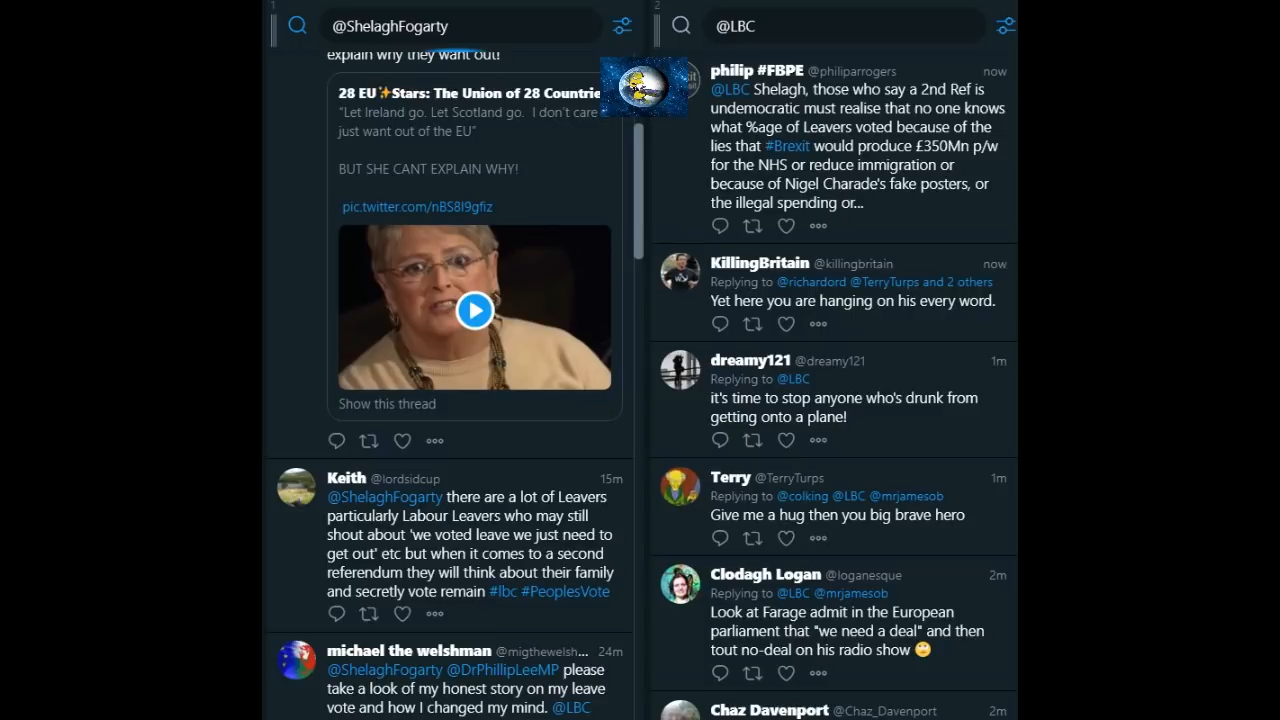 1
@ShelaghFogarty
explain why they want out!
28 EU✨Stars: The Union of 28 Countrie
"Let Ireland go. Let Scotland go. I don't care I
just want out of the EU"
BUT SHE CANT EXPLAIN WHY!
pic.twitter.com/nBS8l9gfiz
Show this thread
Keith @lordsidcup 15m
@ShelaghFogarty there are a lot of Leavers
particularly Labour Leavers who may still
shout about 'we voted leave we just need to
get out' etc but when it comes to a second
referendum they will think about their family
and secretly vote remain #lbc #PeoplesVote
michael the welshman @migthewelsh... 24m
@ShelaghFogarty @DrPhillipLeeMP please
take a look of my honest story on my leave
vote and how I changed my mind. @LBC
2
@LBC
philip #FBPE @philiparrogers now
@LBC Shelagh, those who say a 2nd Ref is
undemocratic must realise that no one knows
what %age of Leavers voted because of the
lies that #Brexit would produce £350Mn p/w
for the NHS or reduce immigration or
because of Nigel Charade's fake posters, or
the illegal spending or...
KillingBritain @killingbritain now
Replying to @richardord @TerryTurps and 2 others
Yet here you are hanging on his every word.
dreamy121 @dreamy121 1m
Replying to @LBC
it's time to stop anyone who's drunk from
getting onto a plane!
Terry @TerryTurps 1m
Replying to @colking @LBC @mrjamesob
Give me a hug then you big brave hero
Clodagh Logan @loganesque 2m
Replying to @LBC @mrjamesob
Look at Farage admit in the European
parliament that "we need a deal" and then
tout no-deal on his radio show 🙄
Chaz Davenport @Chaz_Davenport 2m